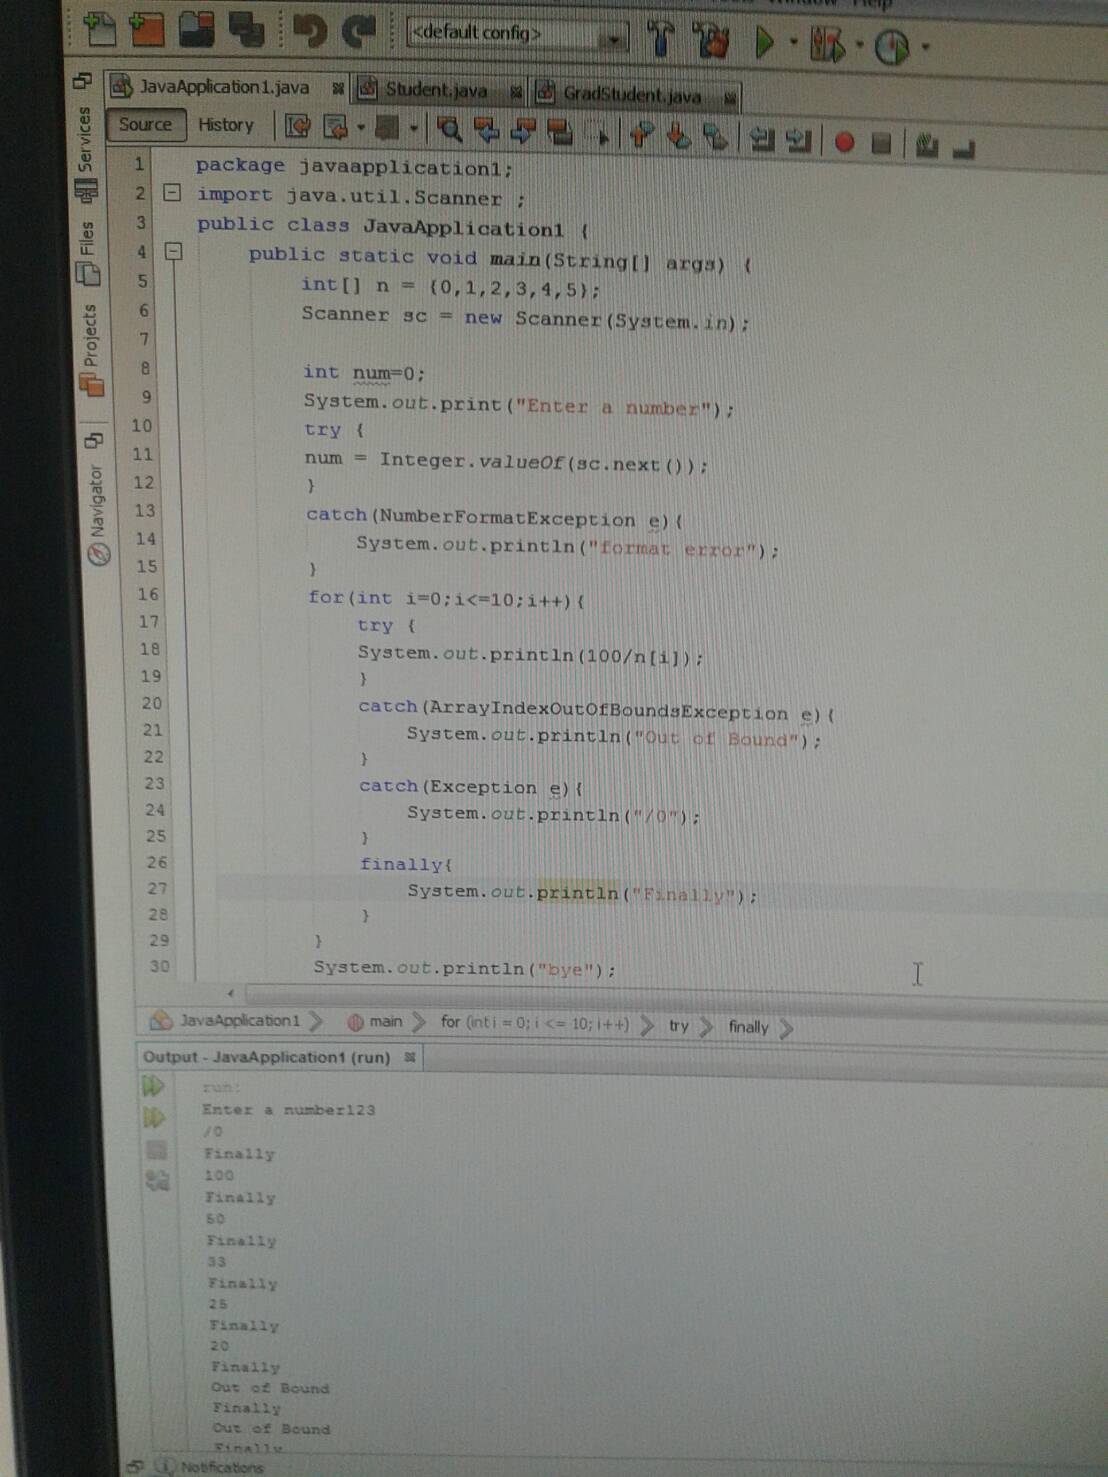 Help
<default config>
JavaApplication1.java
Student.java
GradStudent.java
Services
Files
Projects
Navigator
Source
History
1 package javaapplication1;
2 import java.util.Scanner ;
3 public class JavaApplication1 {
4 public static void main(String[] args) {
5 int[] n = {0,1,2,3,4,5};
6 Scanner sc = new Scanner(System.in);
7
8 int num=0;
9 System.out.print("Enter a number");
10 try {
11 num = Integer.valueOf(sc.next());
12 }
13 catch(NumberFormatException e){
14 System.out.println("format error");
15 }
16 for(int i=0;i<=10;i++){
17 try {
18 System.out.println(100/n[i]);
19 }
20 catch(ArrayIndexOutOfBoundsException e){
21 System.out.println("Out of Bound");
22 }
23 catch(Exception e){
24 System.out.println("/0");
25 }
26 finally{
27 System.out.println("Finally");
28 }
29 }
30 System.out.println("bye");
JavaApplication1
main
for (int i = 0; i <= 10; i++)
try
finally
Output - JavaApplication1 (run)
run:
Enter a number123
/0
Finally
100
Finally
50
Finally
33
Finally
25
Finally
20
Finally
Out of Bound
Finally
Out of Bound
Finally
Notifications